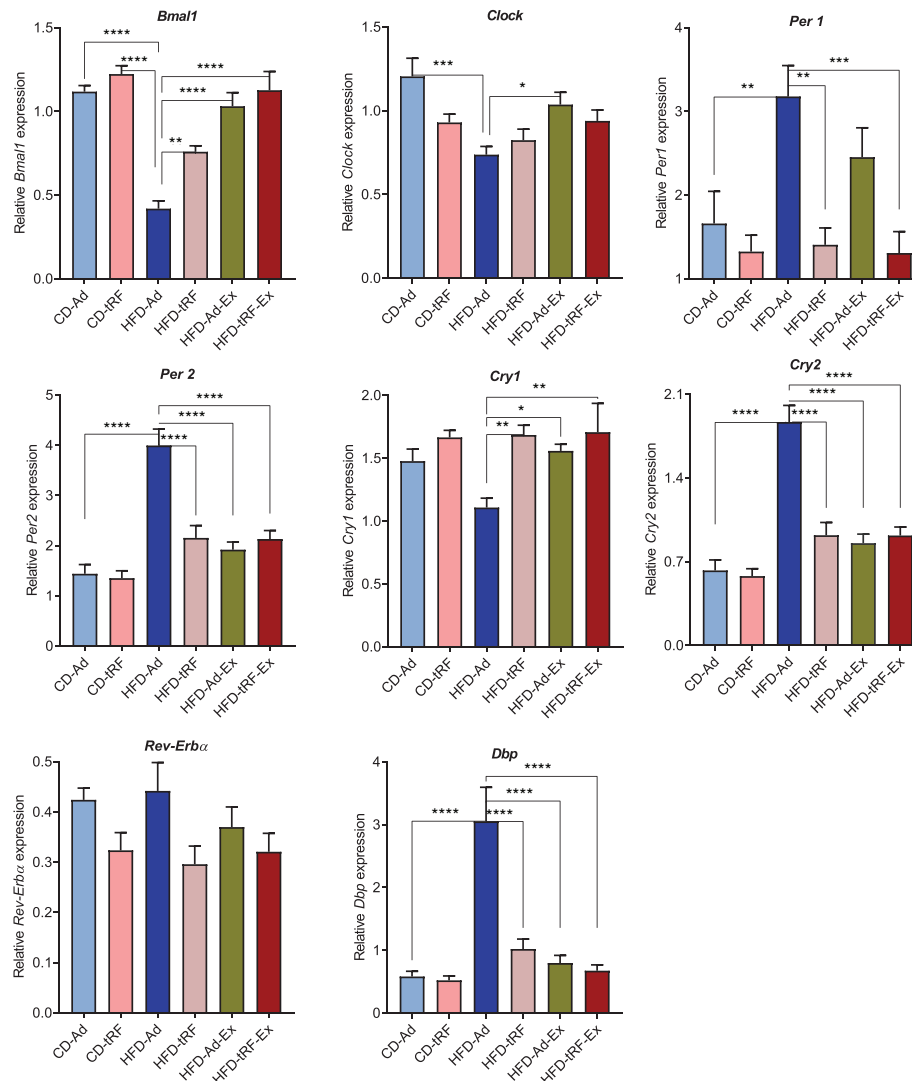 Bmal1
Relative Bmal1 expression
1.5
1.0
0.5
0.0
****
****
****
****
**
CD-Ad
CD-tRF
HFD-Ad
HFD-tRF
HFD-Ad-Ex
HFD-tRF-Ex
Clock
Relative Clock expression
1.5
1.0
0.5
0.0
***
*
CD-Ad
CD-tRF
HFD-Ad
HFD-tRF
HFD-Ad-Ex
HFD-tRF-Ex
Per 1
Relative Per1 expression
4
3
2
1
***
**
**
CD-Ad
CD-tRF
HFD-Ad
HFD-tRF
HFD-Ad-Ex
HFD-tRF-Ex
Per 2
Relative Per2 expression
5
4
3
2
1
0
****
****
****
****
CD-Ad
CD-tRF
HFD-Ad
HFD-tRF
HFD-Ad-Ex
HFD-tRF-Ex
Cry1
Relative Cry1 expression
2.0
1.5
1.0
1.5
0.0
**
*
**
CD-Ad
CD-tRF
HFD-Ad
HFD-tRF
HFD-Ad-Ex
HFD-tRF-Ex
Cry2
Relative Cry2 expression
2.1
1.4
0.7
0.0
****
****
****
****
CD-Ad
CD-tRF
HFD-Ad
HFD-tRF
HFD-Ad-Ex
HFD-tRF-Ex
Rev-Erbα
Relative Rev-Erbα expression
0.5
0.4
0.3
0.2
0.1
0.0
CD-Ad
CD-tRF
HFD-Ad
HFD-tRF
HFD-Ad-Ex
HFD-tRF-Ex
Dbp
Relative Dbp expression
4
3
2
1
0
****
****
****
****
CD-Ad
CD-tRF
HFD-Ad
HFD-tRF
HFD-Ad-Ex
HFD-tRF-Ex